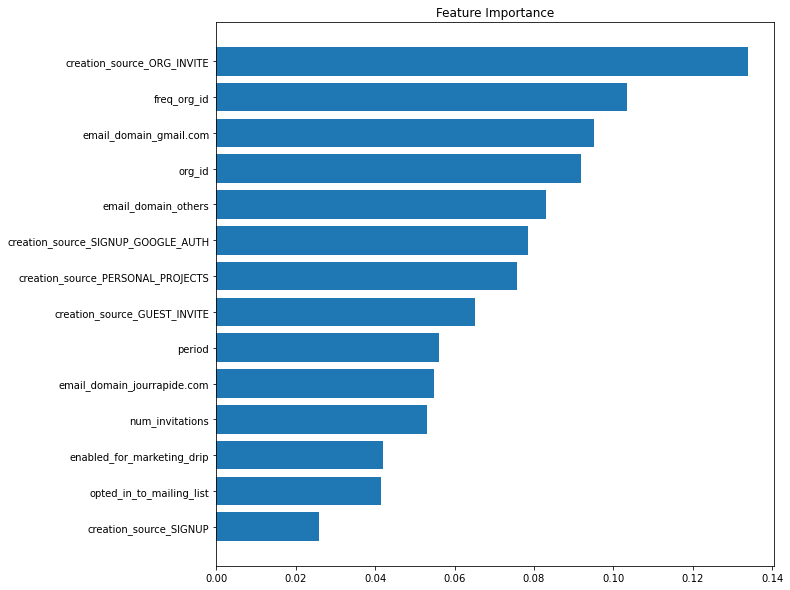 Feature Importance
creation_source_ORG_INVITE
freq_org_id
email_domain_gmail.com
org_id
email_domain_others
creation_source_SIGNUP_GOOGLE_AUTH
creation_source_PERSONAL_PROJECTS
creation_source_GUEST_INVITE
period
email_domain_jourrapide.com
num_invitations
enabled_for_marketing_drip
opted_in_to_mailing_list
creation_source_SIGNUP
0.00 0.02 0.04 0.06 0.08 0.10 0.12 0.14